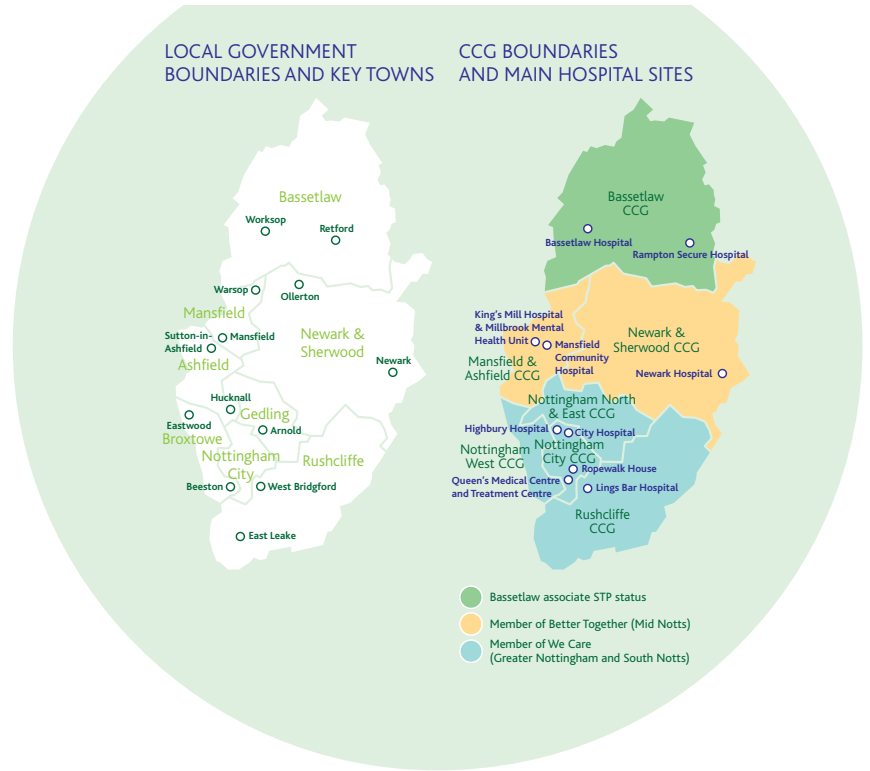 LOCAL GOVERNMENT
BOUNDARIES AND KEY TOWNS
Bassetlaw
Worksop
Retford
Warsop
Ollerton
Mansfield
Sutton-in-
Ashfield
Mansfield
Ashfield
Newark &
Sherwood
Newark
Hucknall
Gedling
Eastwood
Arnold
Broxtowe
Nottingham
City
Rushcliffe
Beeston
West Bridgford
East Leake
CCG BOUNDARIES
AND MAIN HOSPITAL SITES
Bassetlaw
CCG
Bassetlaw Hospital
Rampton Secure Hospital
King's Mill Hospital
& Millbrook Mental
Health Unit
Mansfield
Community
Hospital
Newark &
Sherwood CCG
Mansfield &
Ashfield CCG
Newark Hospital
Nottingham North
& East CCG
Highbury Hospital
City Hospital
Nottingham
West CCG
Nottingham
City CCG
Ropewalk House
Queen's Medical Centre
and Treatment Centre
Lings Bar Hospital
Rushcliffe
CCG
Bassetlaw associate STP status
Member of Better Together (Mid Notts)
Member of We Care
(Greater Nottingham and South Notts)